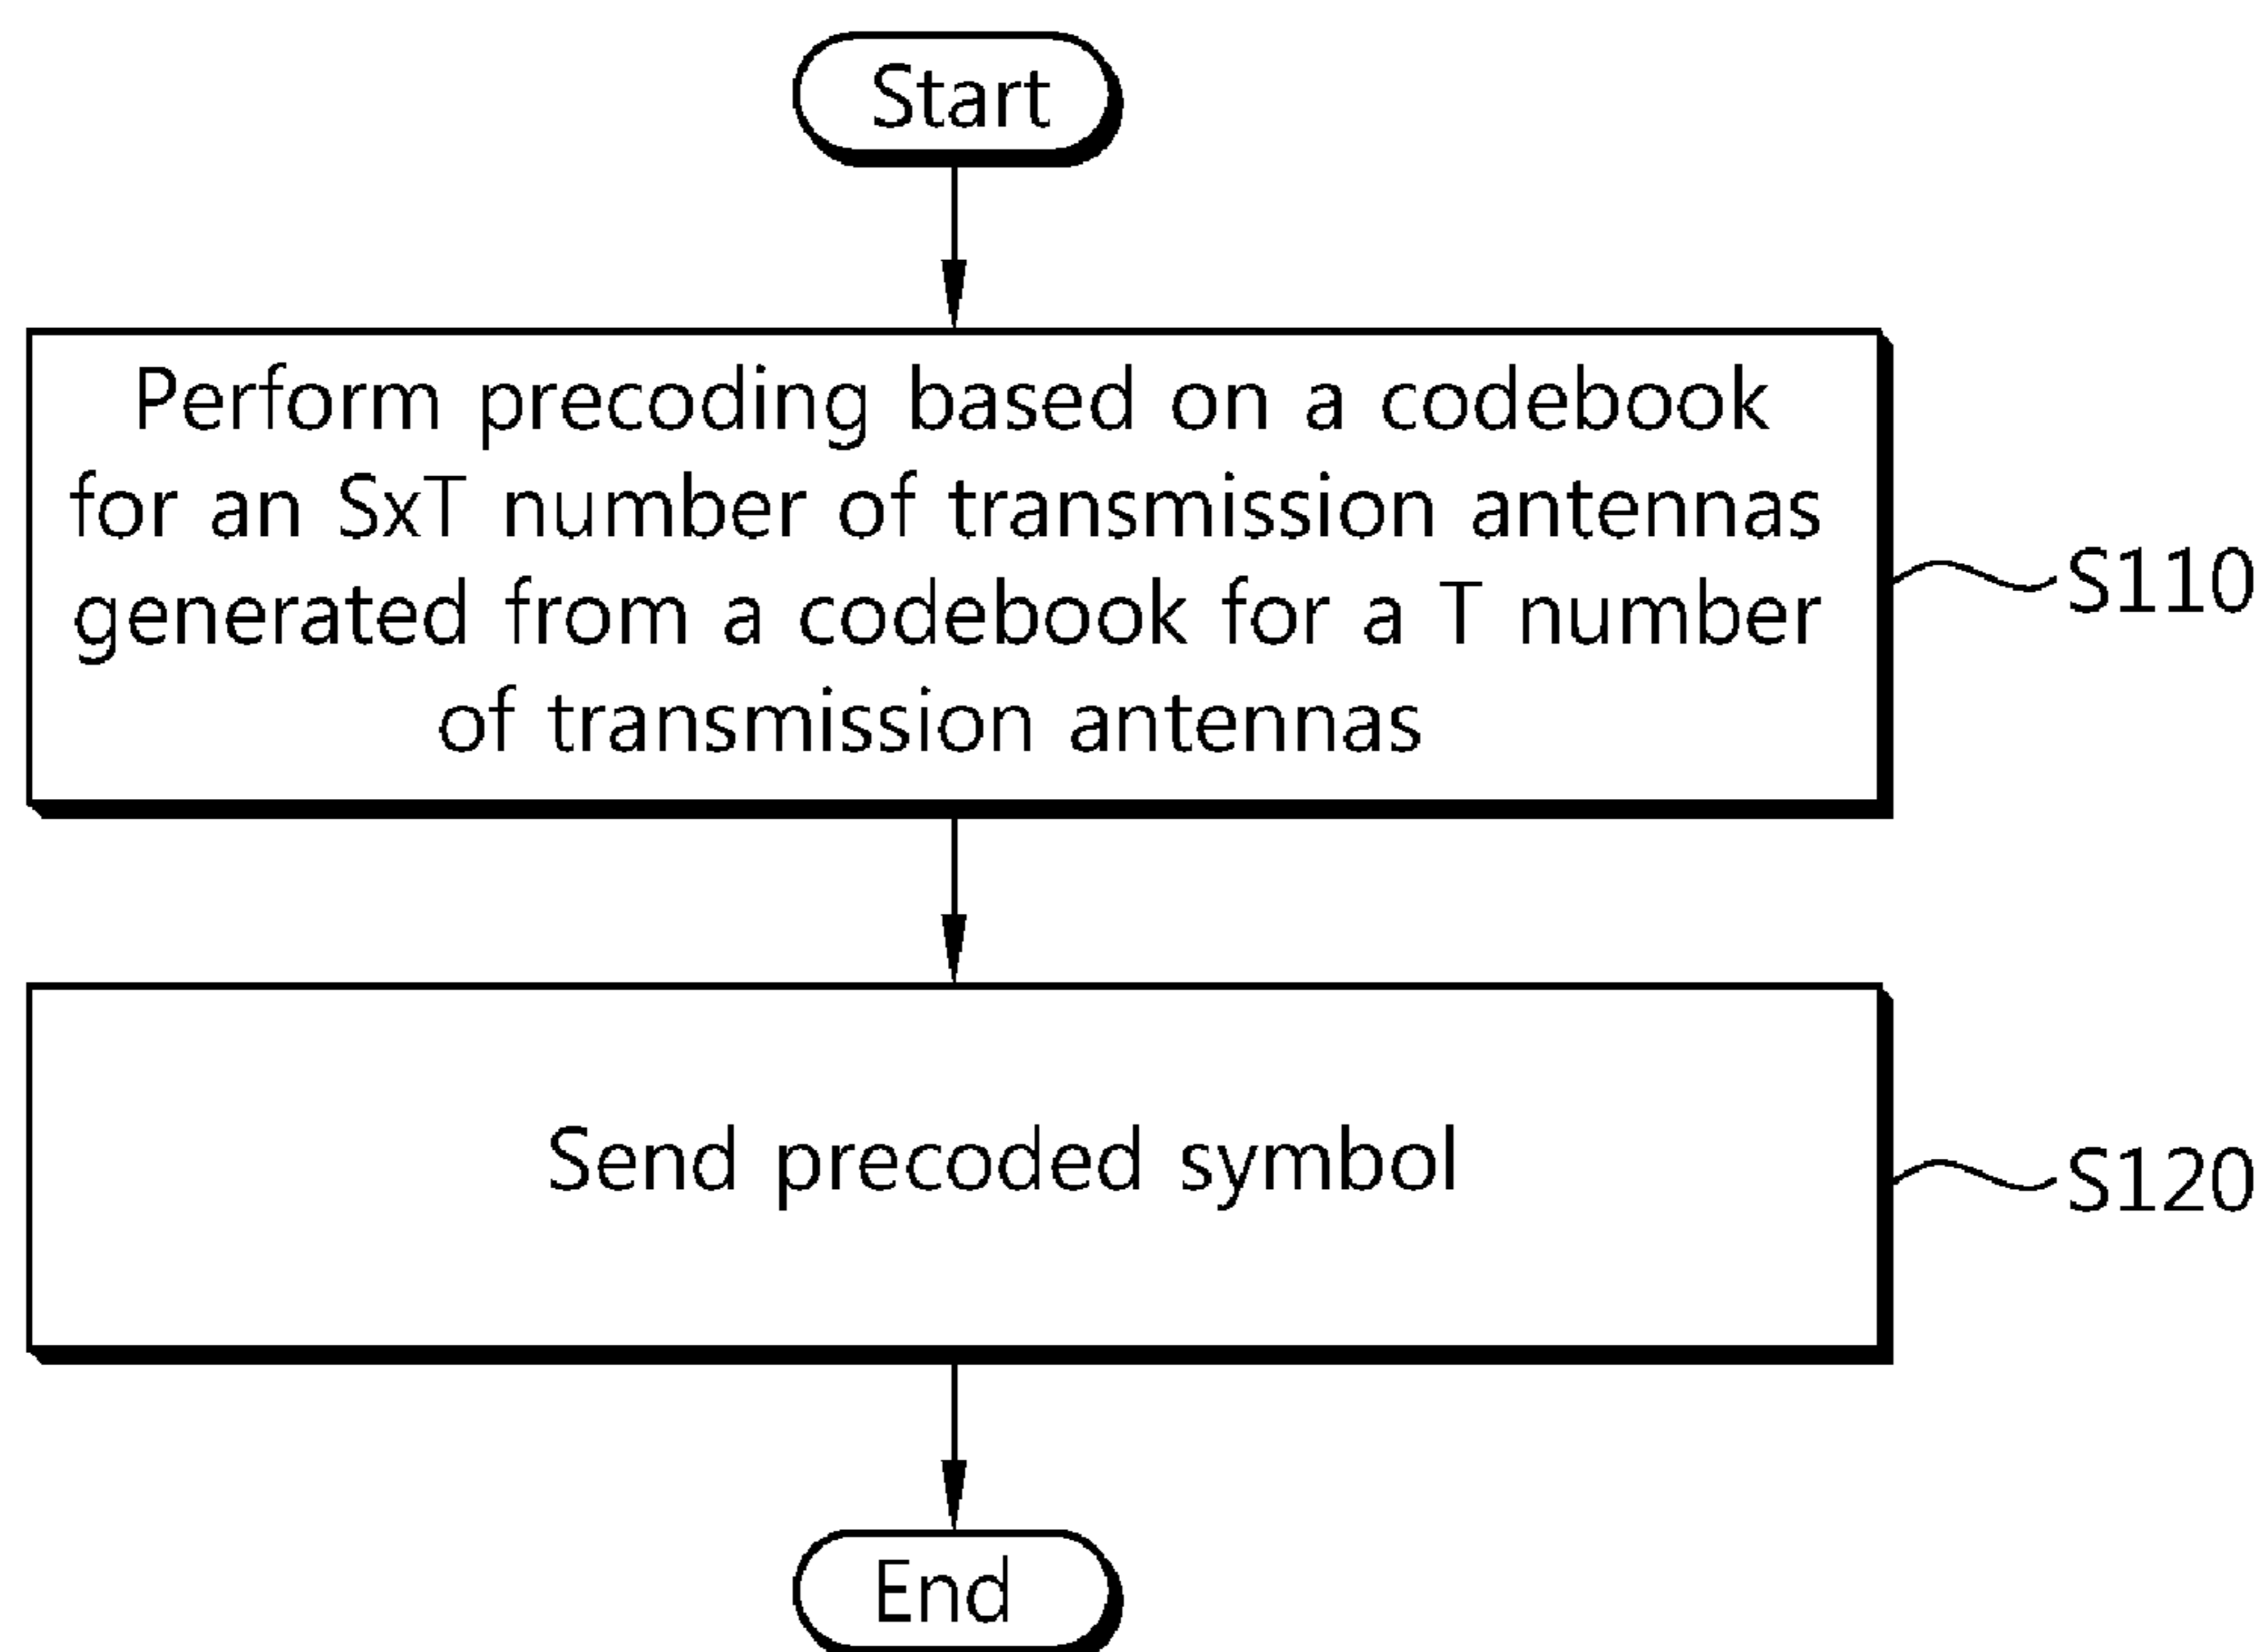 Start
Perform precoding based on a codebook
for an SxT number of transmission antennas
generated from a codebook for a T number
of transmission antennas
S110
Send precoded symbol
S120
End